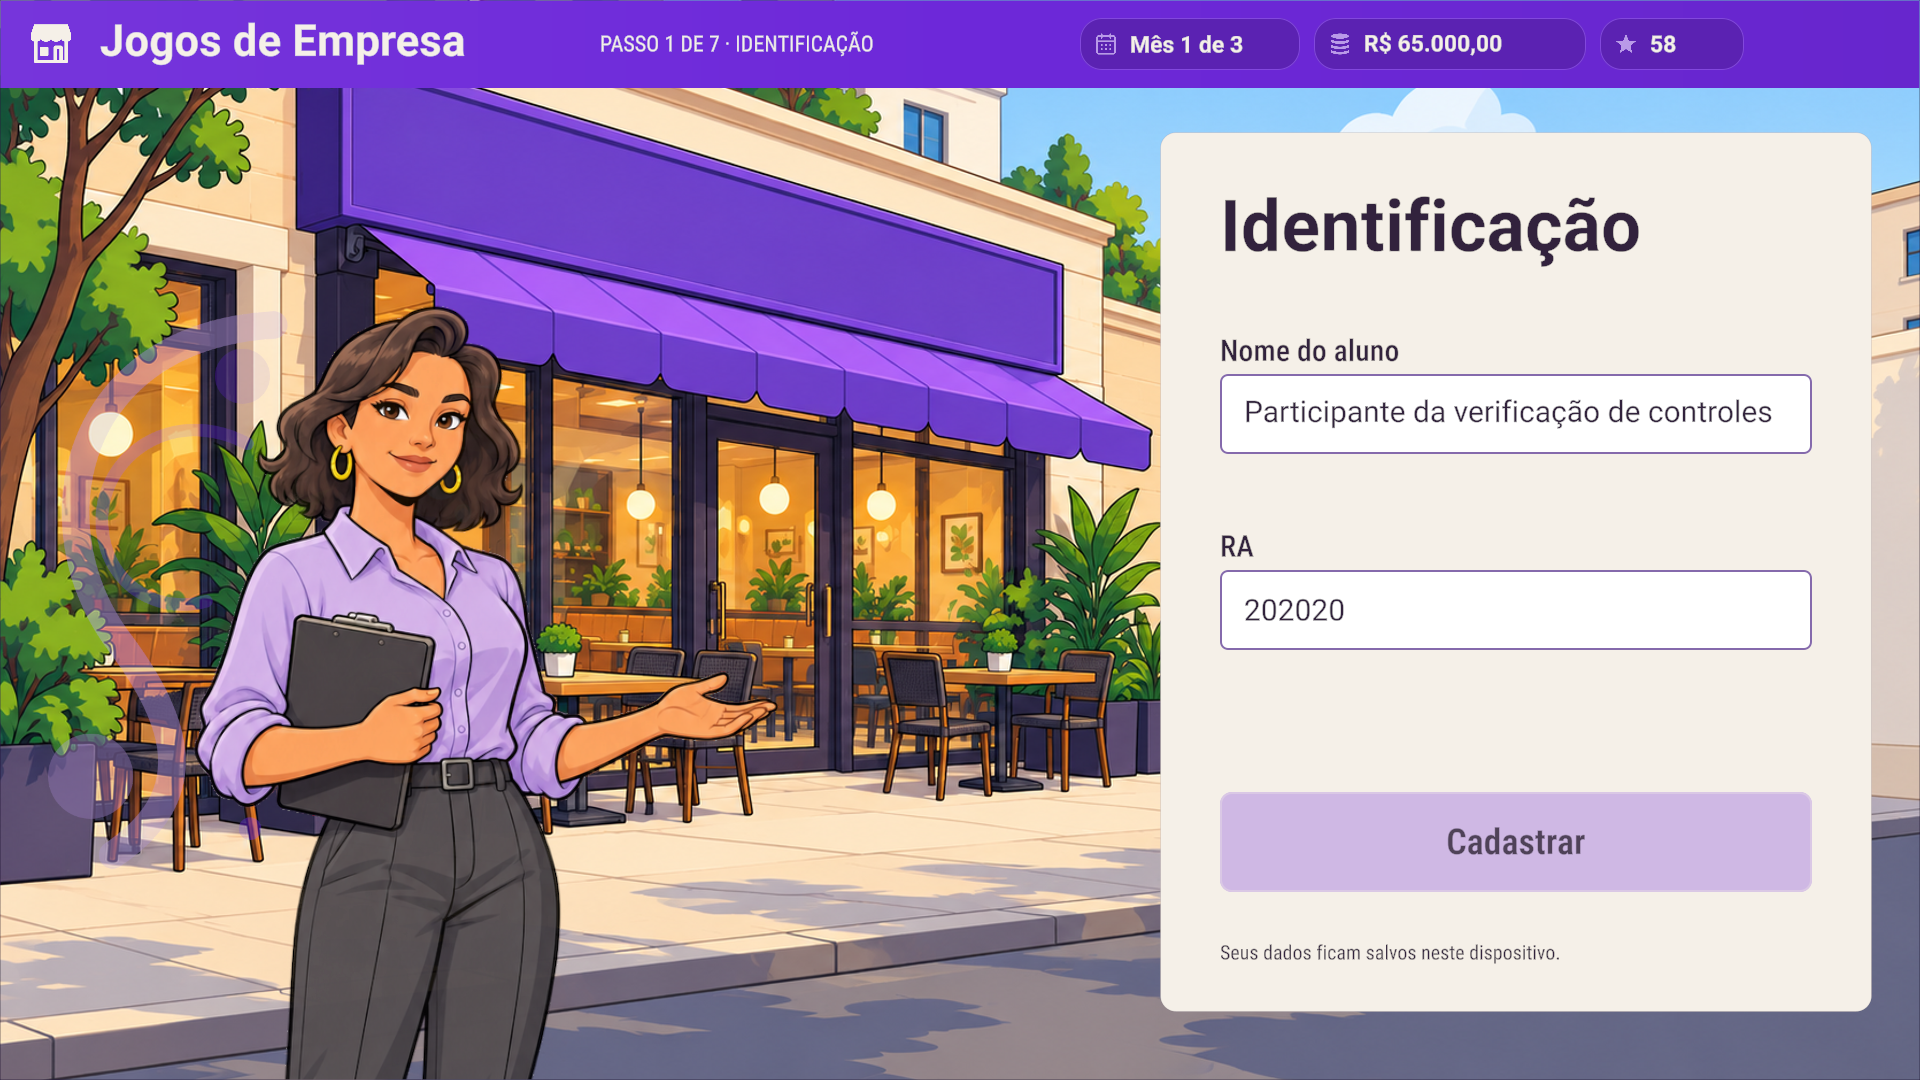 Jogos de Empresa
PASSO 1 DE 7 · IDENTIFICAÇÃO
Mês 1 de 3
R$ 65.000,00
58
Identificação
Nome do aluno
Participante da verificação de controles
RA
202020
Cadastrar
Seus dados ficam salvos neste dispositivo.